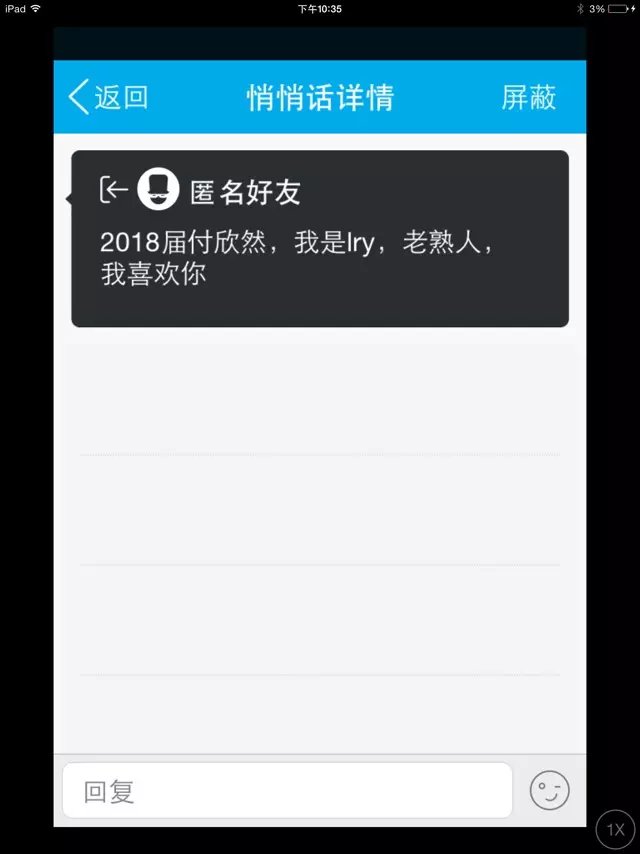 iPad 下午10:35 3%
返回 悄悄话详情 屏蔽
匿名好友
2018届付欣然，我是lry，老熟人，
我喜欢你
回复
1X